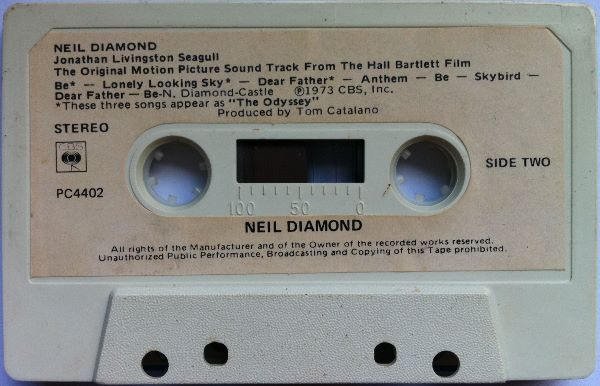 NEIL DIAMOND
Jonathan Livingston Seagull
The Original Motion Picture Sound Track From The Hall Bartlett Film
Be* — Lonely Looking Sky* — Dear Father* — Anthem — Be — Skybird —
Dear Father — Be-N. Diamond-Castle ℗1973 CBS, Inc.
*These three songs appear as "The Odyssey"
Produced by Tom Catalano
STEREO
CBS
PC4402
SIDE TWO
100 50 0
NEIL DIAMOND
All rights of the Manufacturer and of the Owner of the recorded works reserved.
Unauthorized Public Performance, Broadcasting and Copying of this Tape prohibited.